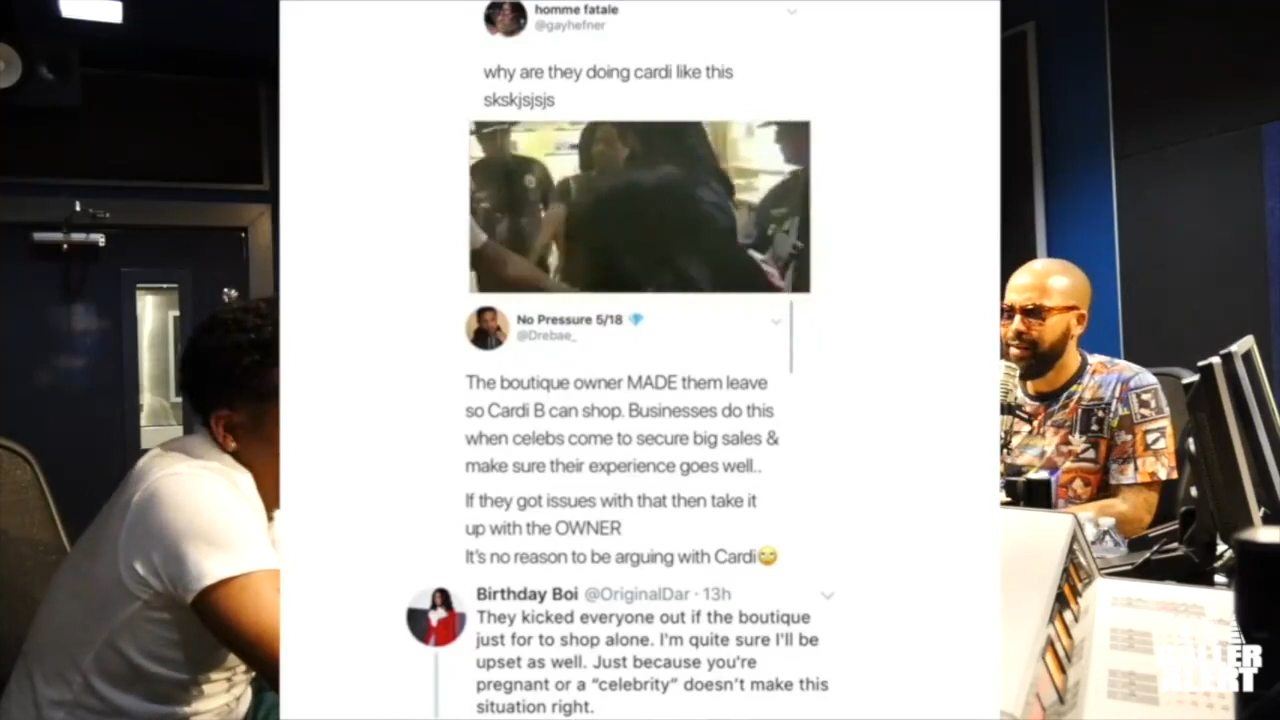 homme fatale
@gayhefner
why are they doing cardi like this
skskjsjsjs
No Pressure 5/18
@Drebae_
The boutique owner MADE them leave
so Cardi B can shop. Businesses do this
when celebs come to secure big sales &
make sure their experience goes well..
If they got issues with that then take it
up with the OWNER
It's no reason to be arguing with Cardi🙄
Birthday Boi @OriginalDar · 13h
They kicked everyone out if the boutique
just for to shop alone. I'm quite sure I'll be
upset as well. Just because you're
pregnant or a “celebrity” doesn't make this
situation right.
ALERT